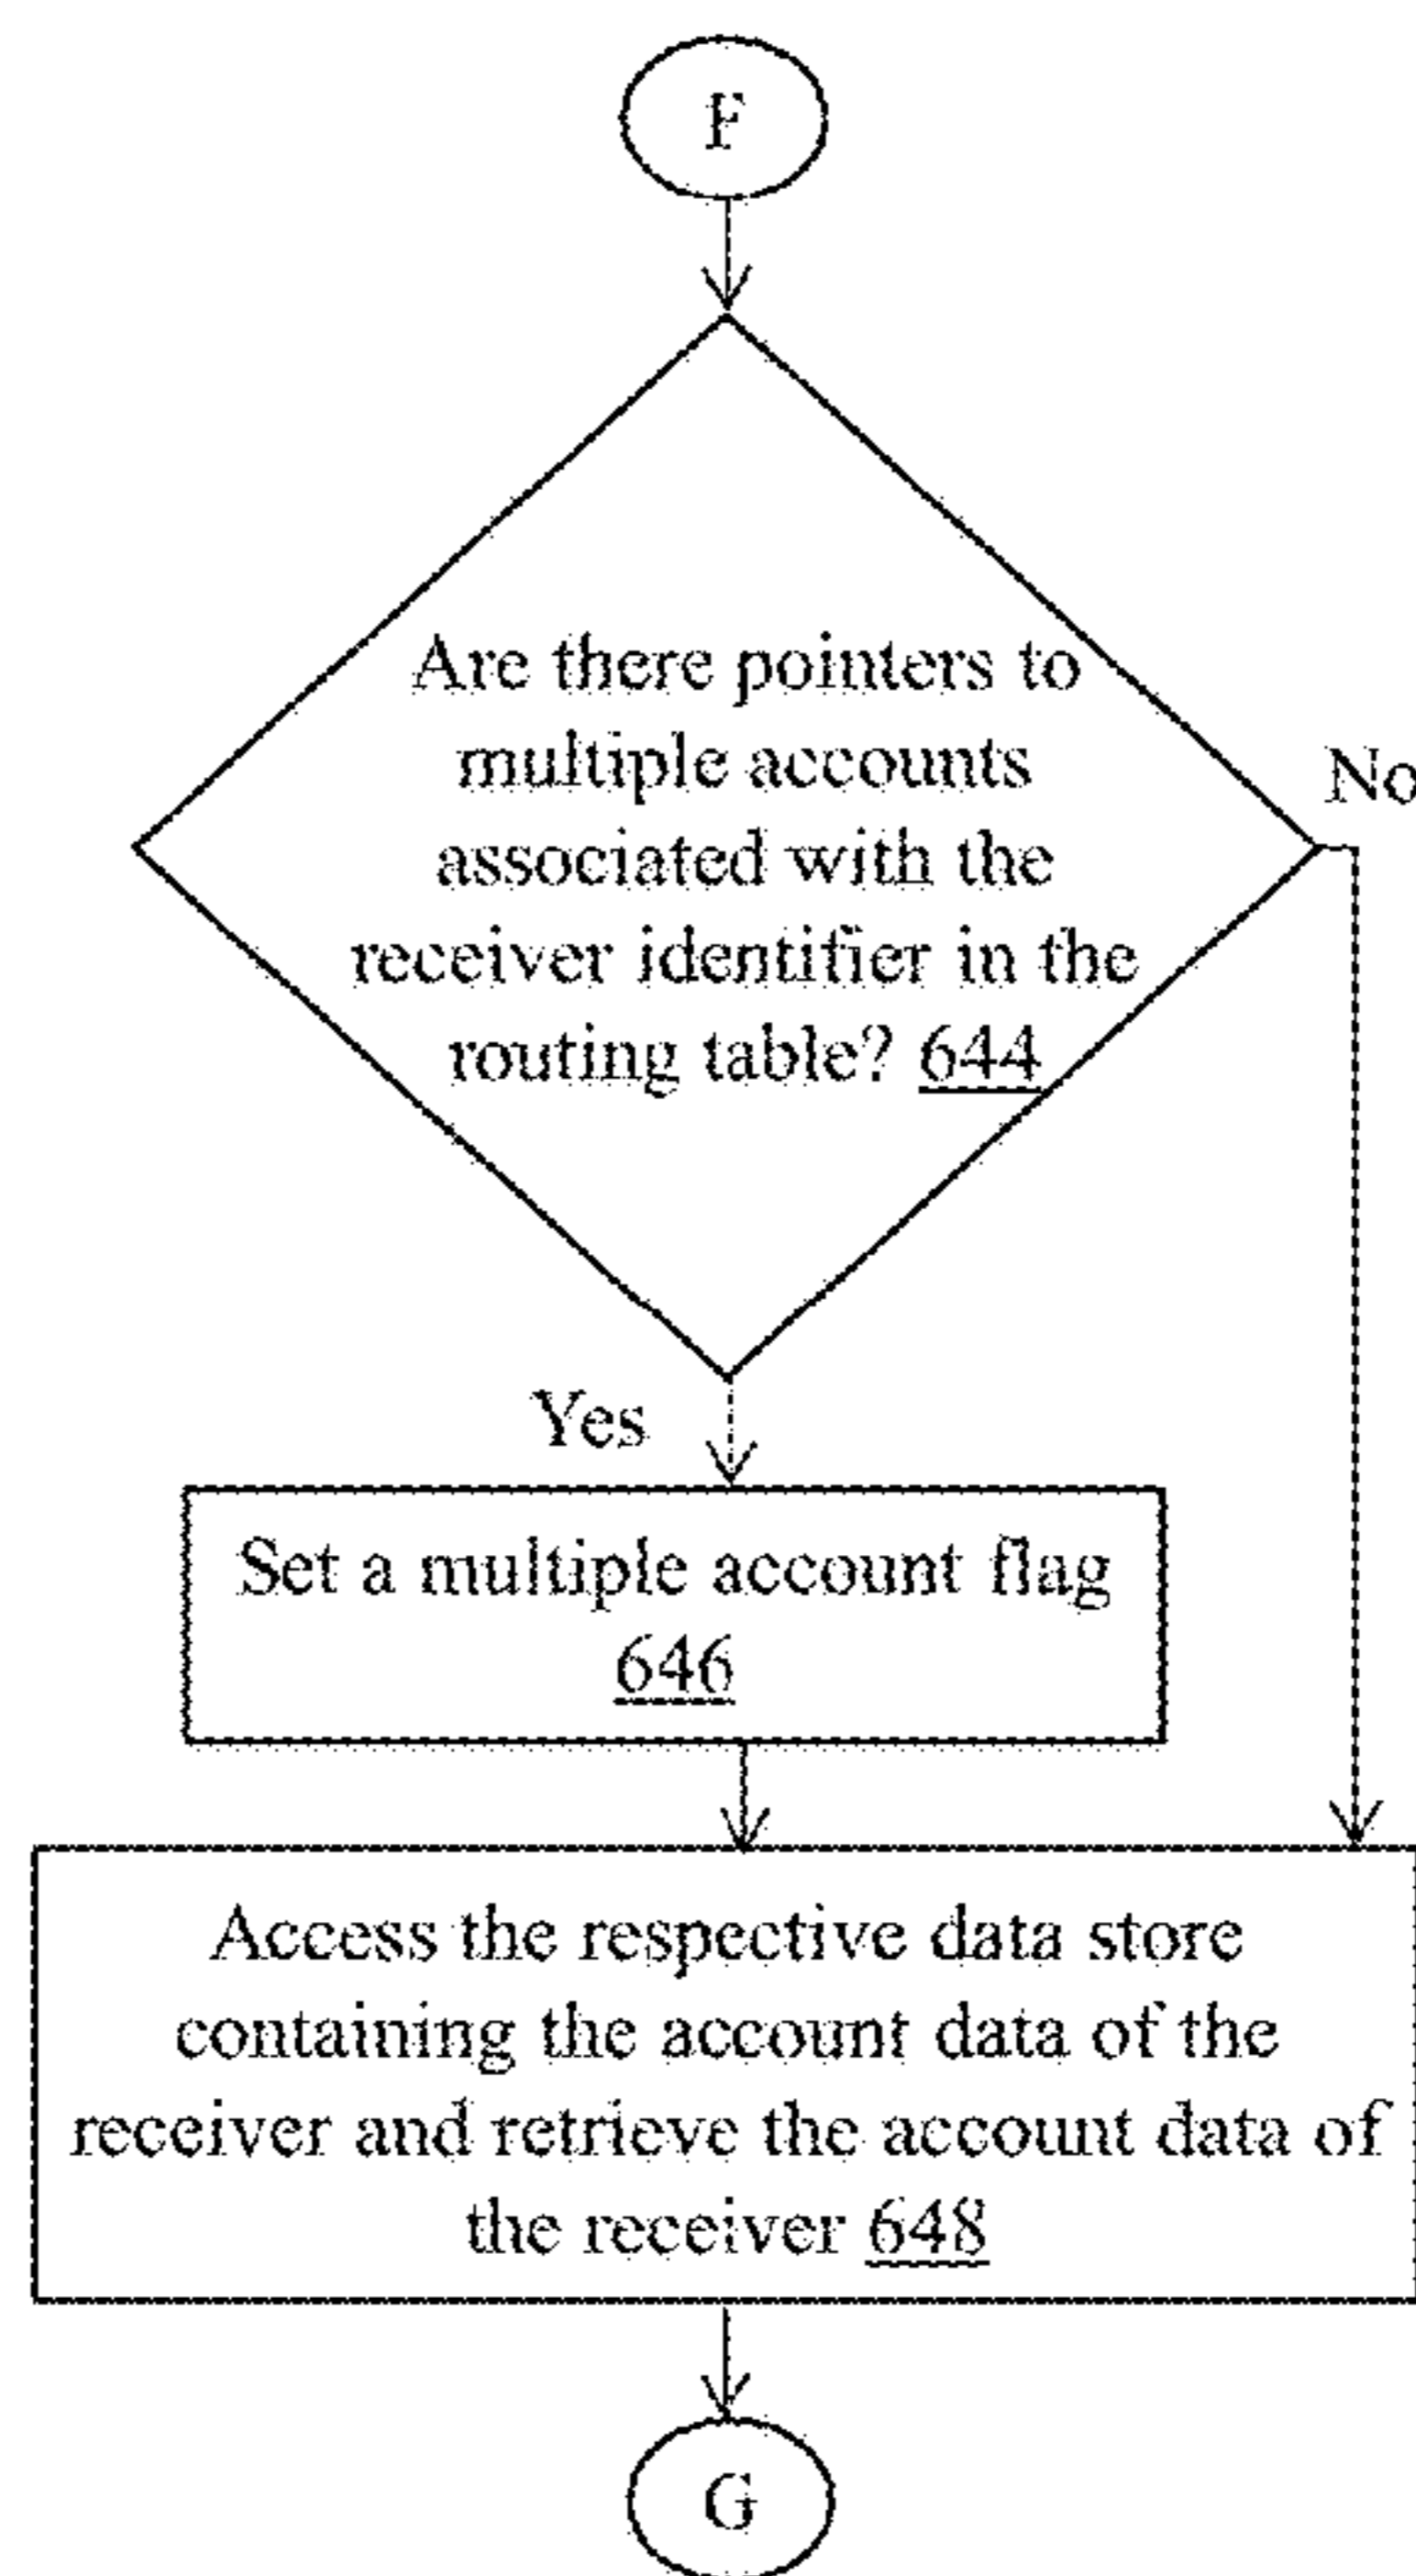 F
Are there pointers to
multiple accounts
associated with the
receiver identifier in the
routing table? 644
No
Yes
Set a multiple account flag
646
Access the respective data store
containing the account data of the
receiver and retrieve the account data of
the receiver 648
G